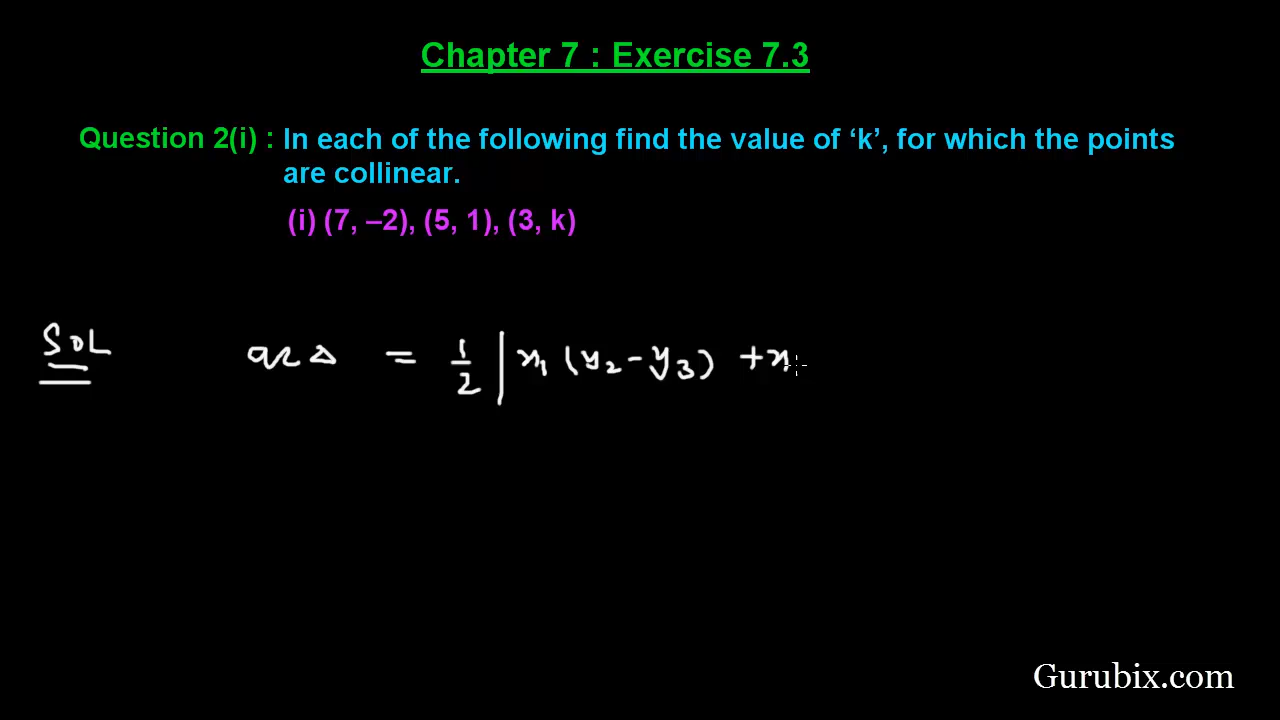 Chapter 7 : Exercise 7.3
Question 2(i) : In each of the following find the value of ‘k’, for which the points
are collinear.
(i) (7, –2), (5, 1), (3, k)
SOL ar Δ = 1/2 | x₁ (y₂ - y₃) + x
Gurubix.com